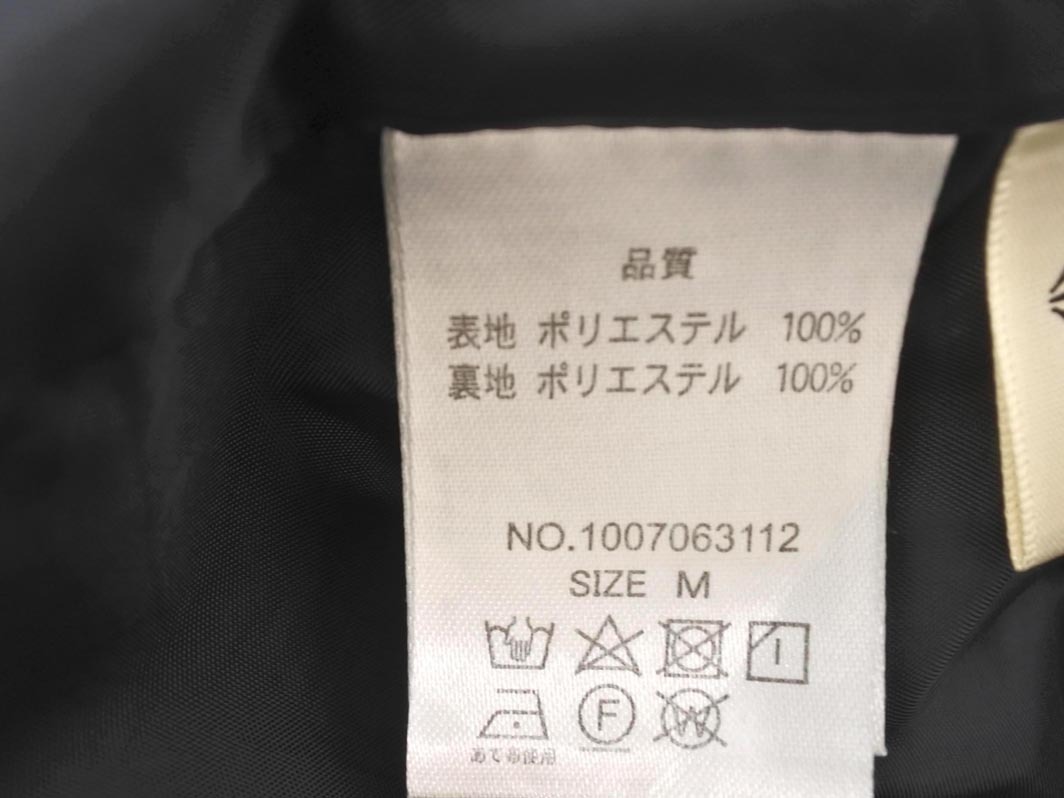 品質
表地 ポリエステル 100%
裏地 ポリエステル 100%
NO.1007063112
SIZE M
F W
あて布使用